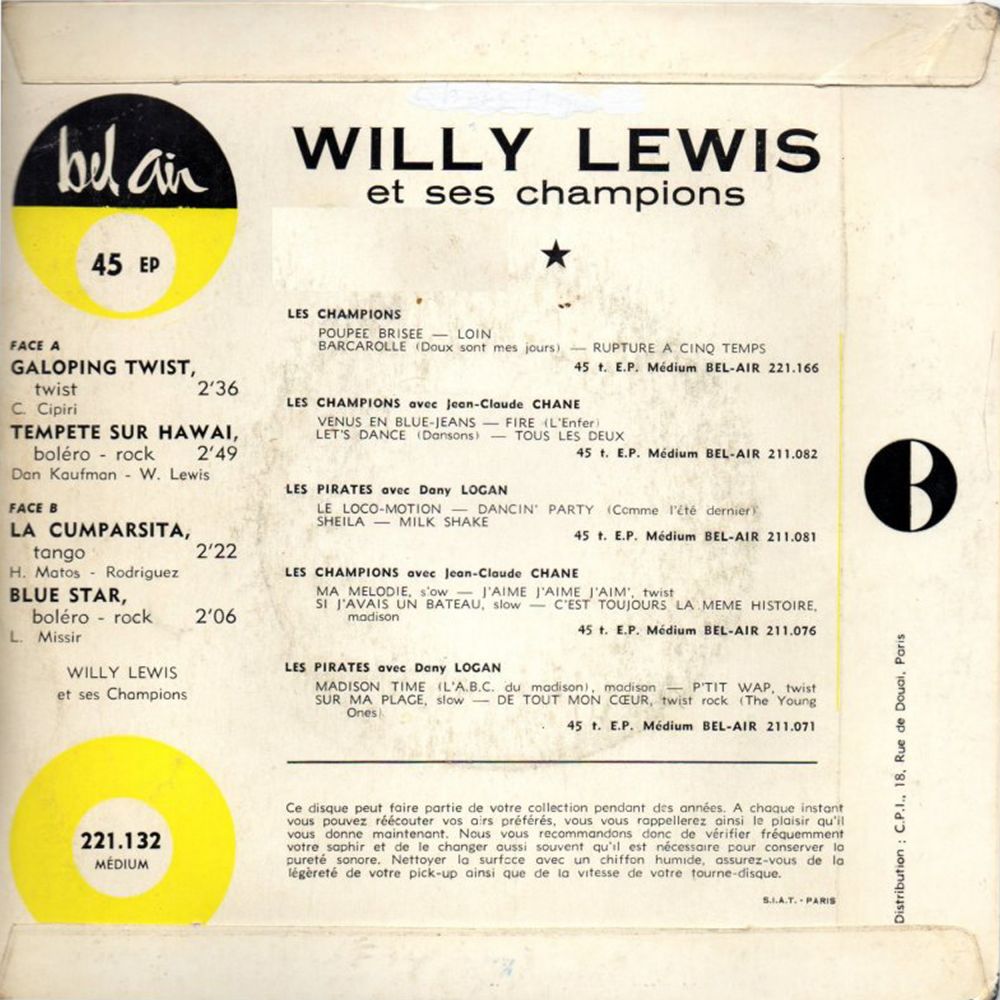 bel air
45 EP
FACE A
GALOPING TWIST,
twist 2'36
C. Cipiri
TEMPETE SUR HAWAI,
boléro - rock 2'49
Dan Kaufman - W. Lewis
FACE B
LA CUMPARSITA,
tango 2'22
H. Matos - Rodriguez
BLUE STAR,
boléro - rock 2'06
L. Missir
WILLY LEWIS
et ses Champions
221.132
MÉDIUM
WILLY LEWIS
et ses champions
LES CHAMPIONS
POUPEE BRISEE — LOIN
BARCAROLLE (Doux sont mes jours) — RUPTURE A CINQ TEMPS
45 t. E.P. Médium BEL-AIR 221.166
LES CHAMPIONS avec Jean-Claude CHANE
VENUS EN BLUE-JEANS — FIRE (L'Enfer)
LET'S DANCE (Dansons) — TOUS LES DEUX
45 t. E.P. Médium BEL-AIR 211.082
LES PIRATES avec Dany LOGAN
LE LOCO-MOTION — DANCIN' PARTY (Comme l'été dernier)
SHEILA — MILK SHAKE
45 t. E.P. Médium BEL-AIR 211.081
LES CHAMPIONS avec Jean-Claude CHANE
MA MELODIE, s'ow — J'AIME J'AIME J'AIM', twist
SI J'AVAIS UN BATEAU, slow — C'EST TOUJOURS LA MEME HISTOIRE,
madison
45 t. E.P. Médium BEL-AIR 211.076
LES PIRATES avec Dany LOGAN
MADISON TIME (L'A.B.C. du madison), madison — P'TIT WAP, twist
SUR MA PLAGE, slow — DE TOUT MON CŒUR, twist rock (The Young
Ones)
45 t. E.P. Médium BEL-AIR 211.071
Ce disque peut faire partie de votre collection pendant des années. A chaque instant
vous pouvez réécouter vos airs préférés, vous vous rappellerez ainsi le plaisir qu'il
vous donne maintenant. Nous vous recommandons donc de vérifier fréquemment
votre saphir et de le changer aussi souvent qu'il est nécessaire pour conserver la
pureté sonore. Nettoyer la surface avec un chiffon humide, assurez-vous de la
légèreté de votre pick-up ainsi que de la vitesse de votre tourne-disque.
S.I.A.T. - PARIS
B
Distribution : C.P.I., 18, Rue de Douai, Paris